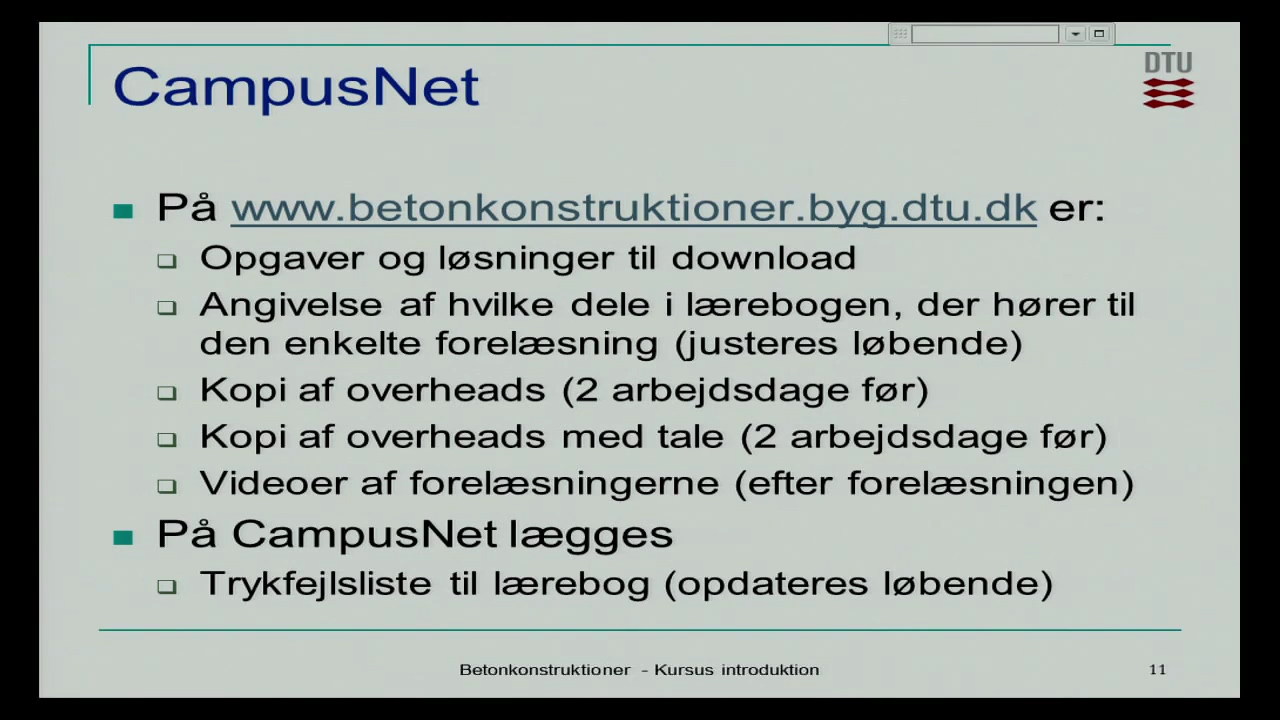 CampusNet
DTU
På www.betonkonstruktioner.byg.dtu.dk er:
Opgaver og løsninger til download
Angivelse af hvilke dele i lærebogen, der hører til
den enkelte forelæsning (justeres løbende)
Kopi af overheads (2 arbejdsdage før)
Kopi af overheads med tale (2 arbejdsdage før)
Videoer af forelæsningerne (efter forelæsningen)
På CampusNet lægges
Trykfejlsliste til lærebog (opdateres løbende)
Betonkonstruktioner - Kursus introduktion
11